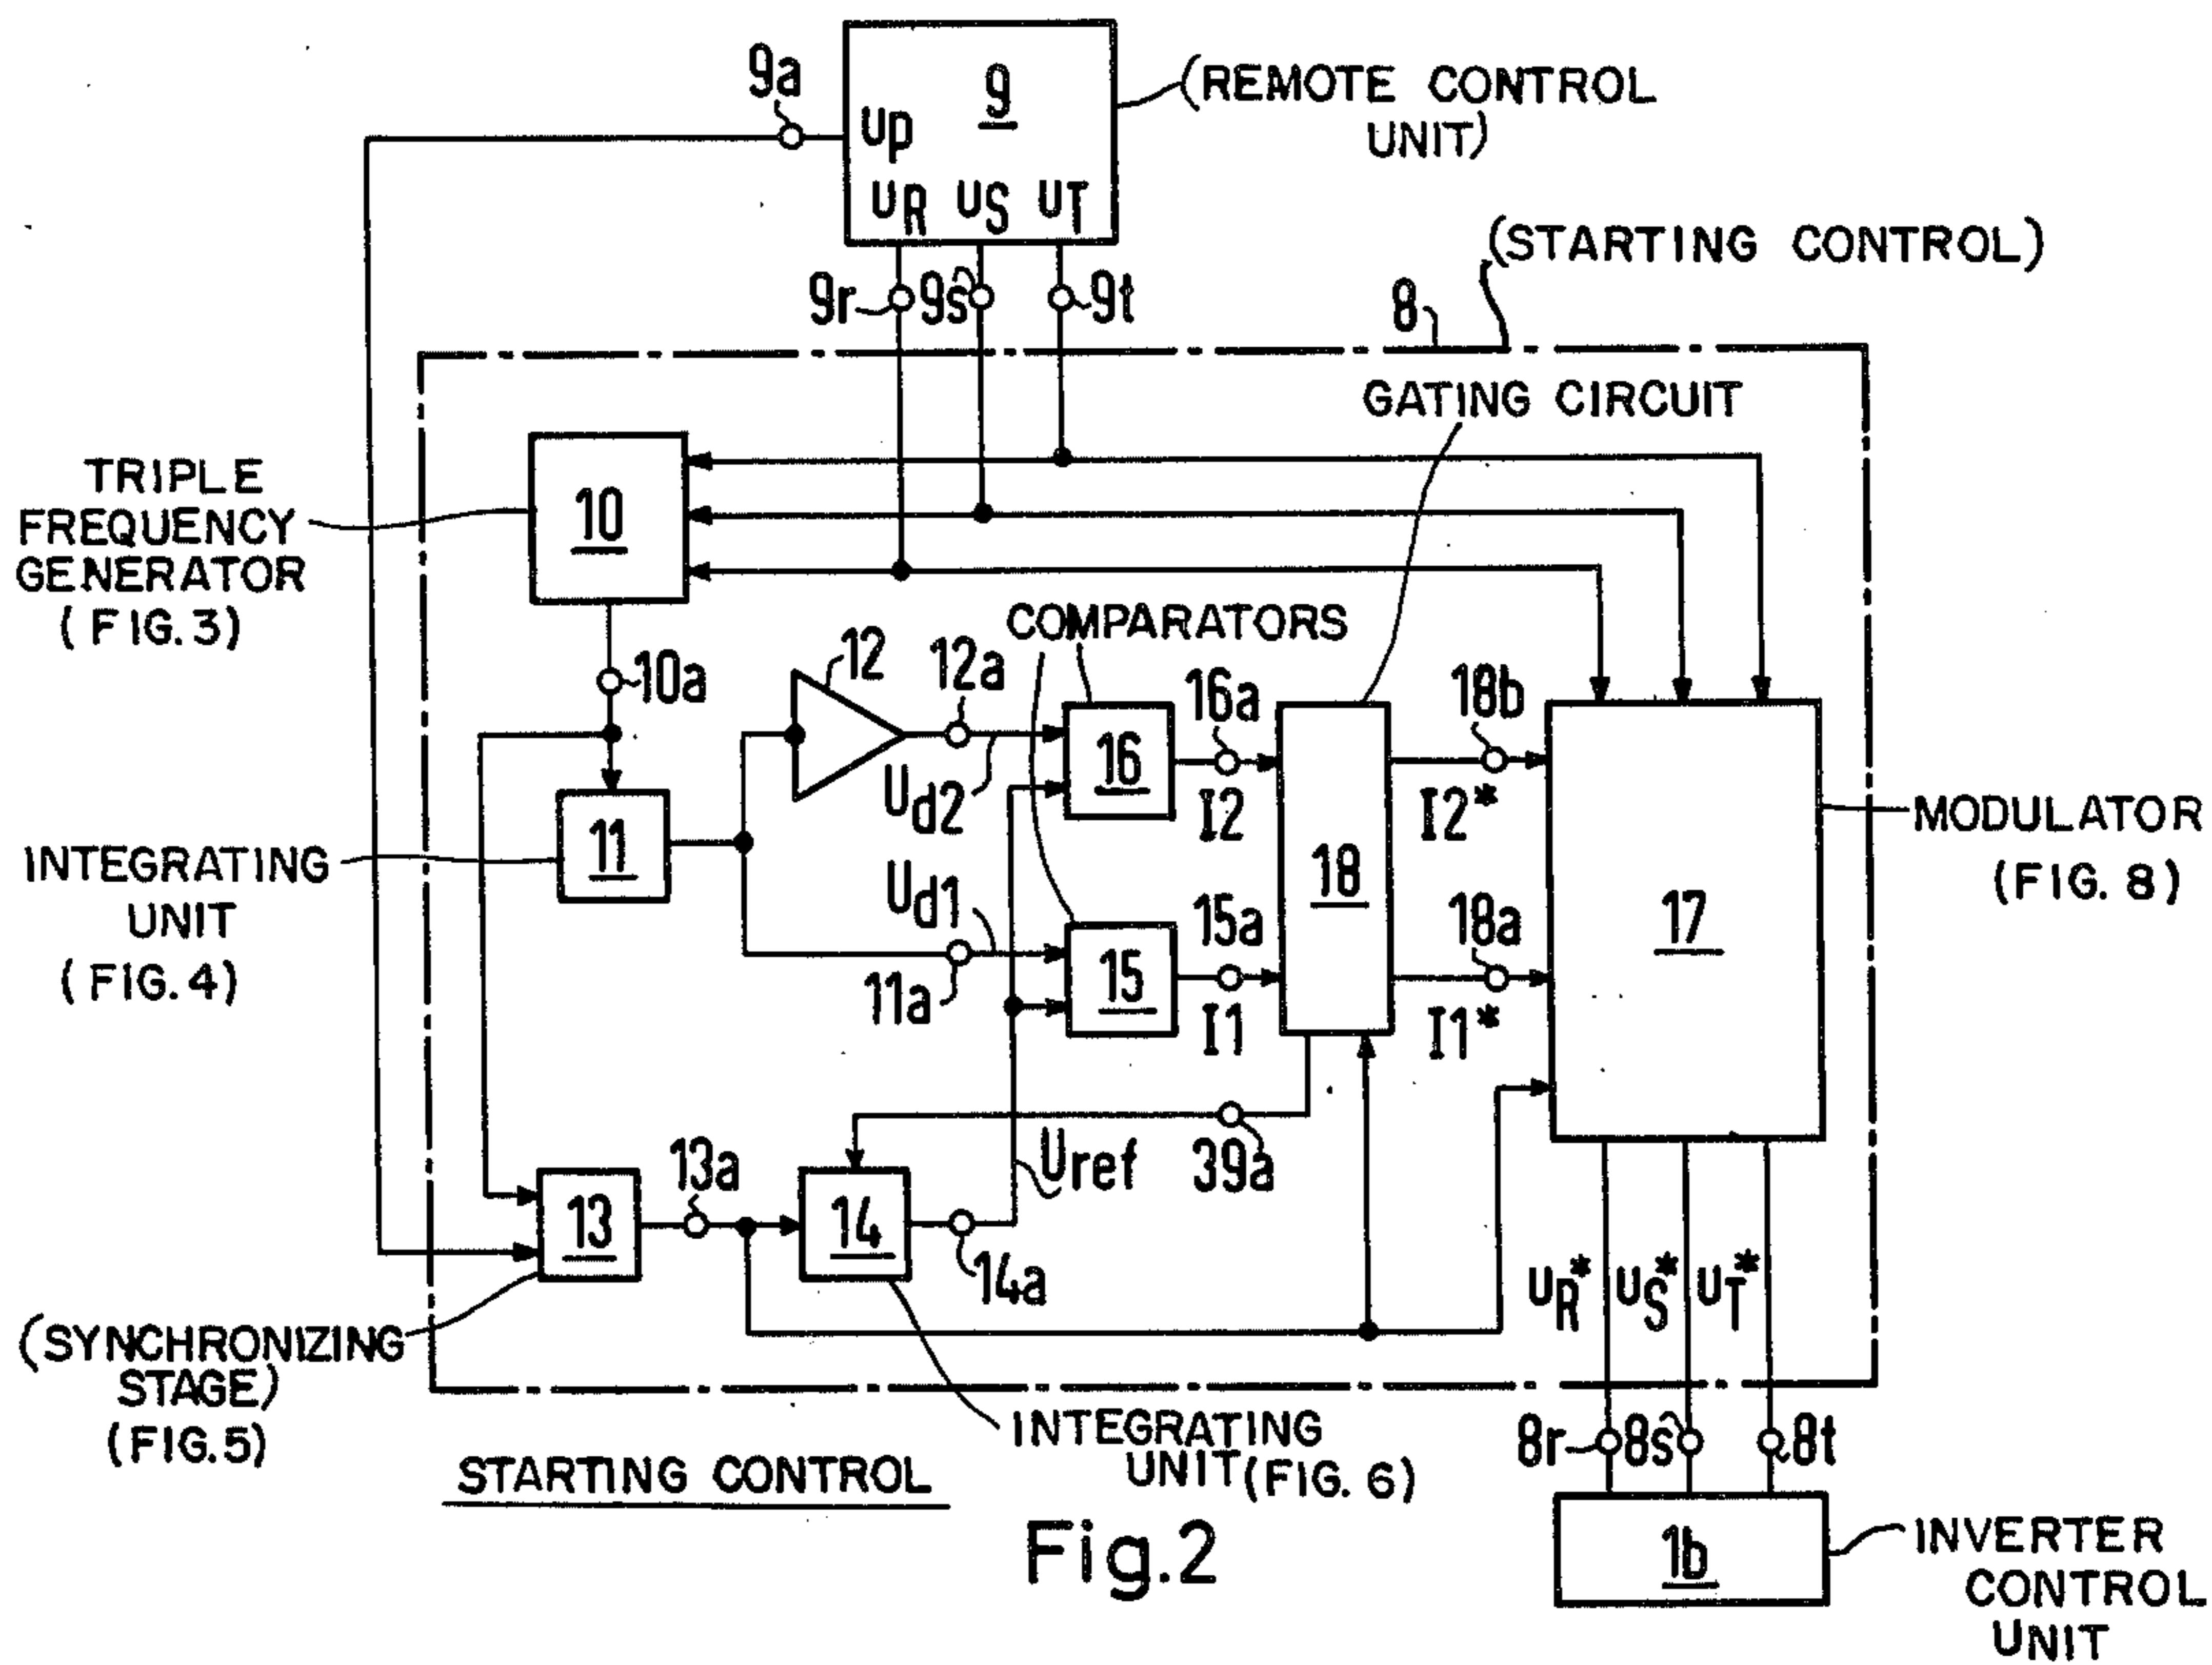 9a
9
(REMOTE CONTROL
UNIT)
Up
UR US UT
(STARTING CONTROL)
9r 9s 9t
8
GATING CIRCUIT
TRIPLE
FREQUENCY
GENERATOR
(FIG. 3)
10
COMPARATORS
10a
12
12a
16a
18b
16
Ud2
I2
I2*
MODULATOR
(FIG. 8)
INTEGRATING
UNIT
(FIG. 4)
11
18
17
Ud1
15a
18a
11a
15
I1
I1*
13a
Uref
39a
13
14
14a
UR* US* UT*
(SYNCHRONIZING
STAGE)
(FIG. 5)
INTEGRATING
UNIT (FIG. 6)
8r 8s 8t
STARTING CONTROL
Fig.2
1b
INVERTER
CONTROL
UNIT